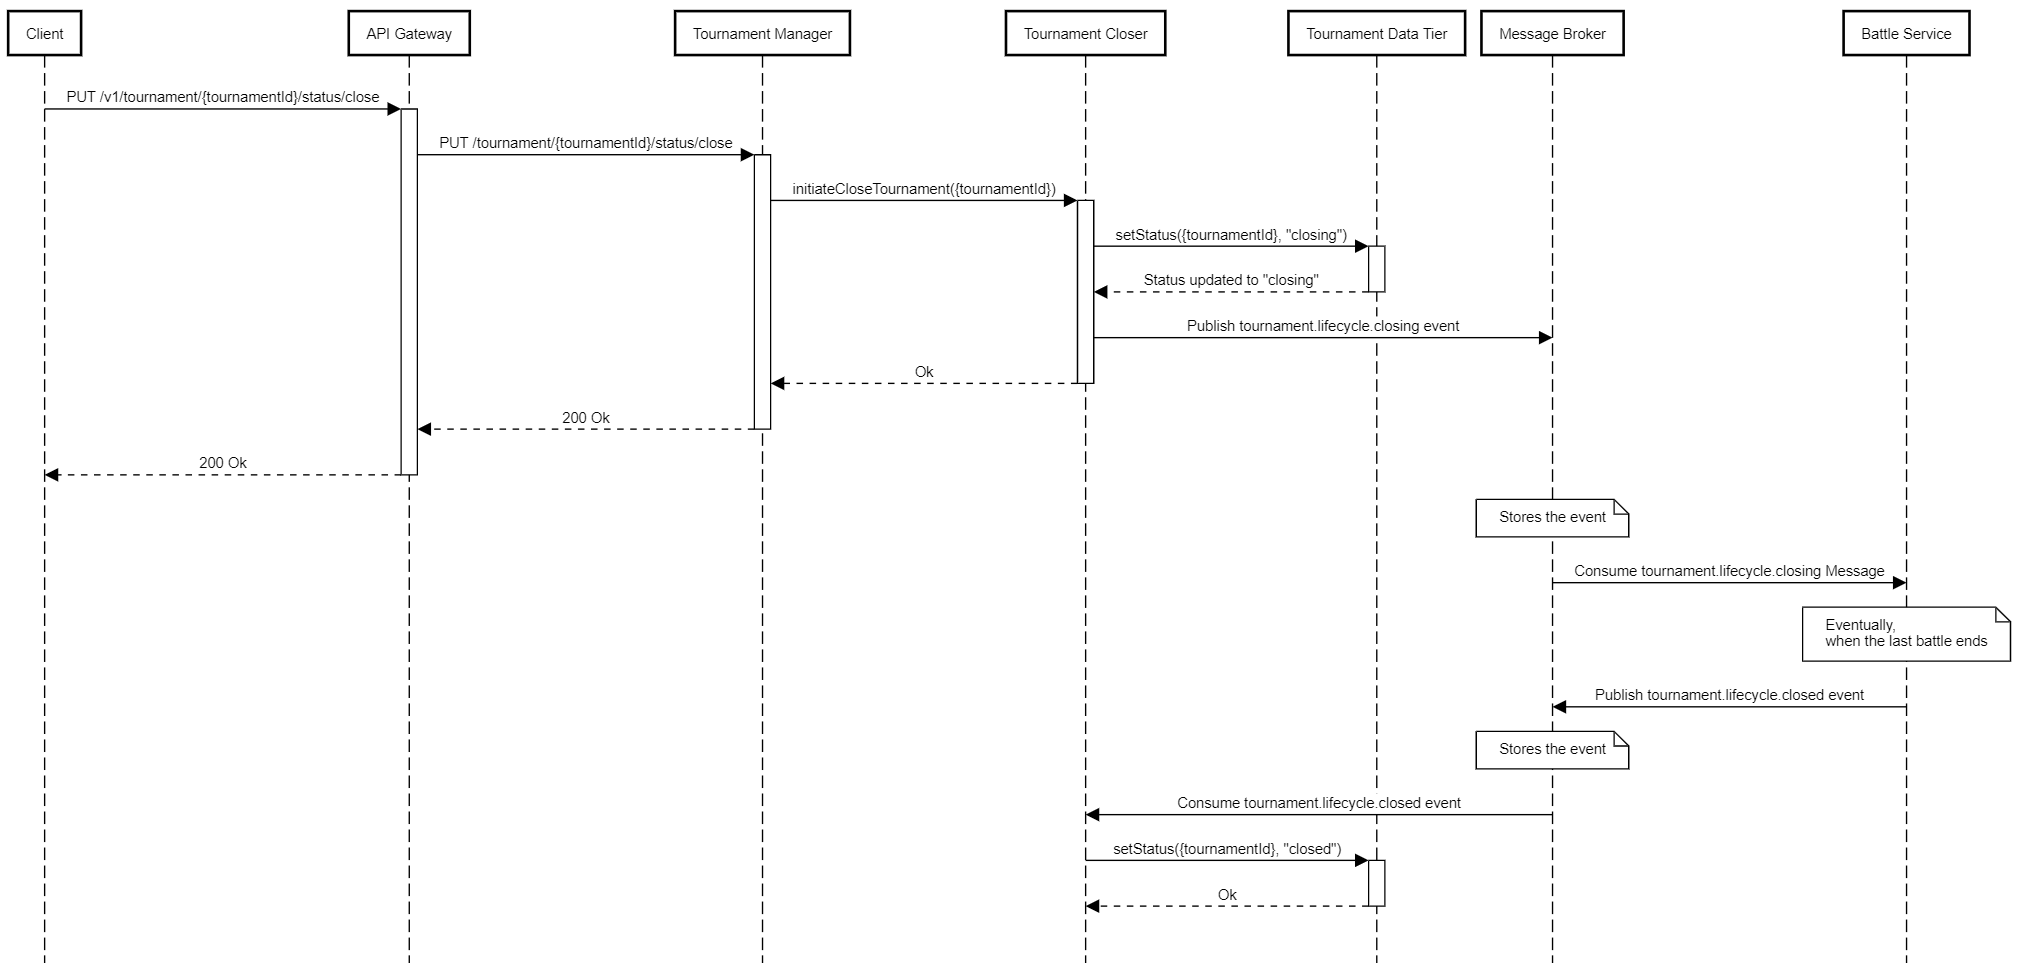 Client
API Gateway
Tournament Manager
Tournament Closer
Tournament Data Tier
Message Broker
Battle Service
PUT /v1/tournament/{tournamentId}/status/close
PUT /tournament/{tournamentId}/status/close
initiateCloseTournament({tournamentId})
setStatus({tournamentId}, "closing")
Status updated to "closing"
Publish tournament.lifecycle.closing event
Ok
200 Ok
200 Ok
Stores the event
Consume tournament.lifecycle.closing Message
Eventually,
when the last battle ends
Publish tournament.lifecycle.closed event
Stores the event
Consume tournament.lifecycle.closed event
setStatus({tournamentId}, "closed")
Ok